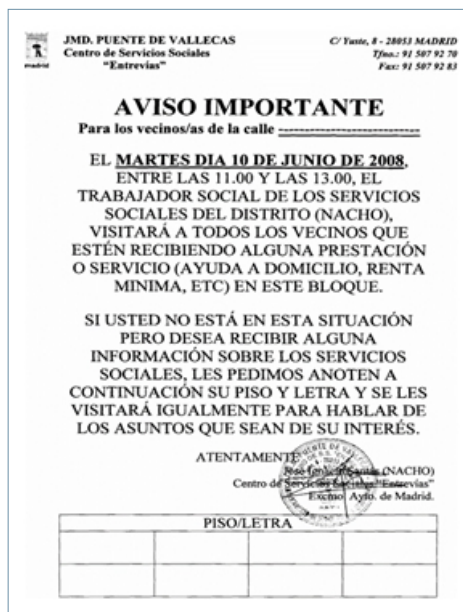 JMD. PUENTE DE VALLECAS
Centro de Servicios Sociales
"Entrevías"
madrid
C/ Yuste, 8 - 28053 MADRID
Tfno.: 91 507 92 70
Fax: 91 507 92 83
AVISO IMPORTANTE
Para los vecinos/as de la calle
EL MARTES DIA 10 DE JUNIO DE 2008,
ENTRE LAS 11.00 Y LAS 13.00, EL
TRABAJADOR SOCIAL DE LOS SERVICIOS
SOCIALES DEL DISTRITO (NACHO),
VISITARÁ A TODOS LOS VECINOS QUE
ESTÉN RECIBIENDO ALGUNA PRESTACIÓN
O SERVICIO (AYUDA A DOMICILIO, RENTA
MINIMA, ETC) EN ESTE BLOQUE.
SI USTED NO ESTÁ EN ESTA SITUACIÓN
PERO DESEA RECIBIR ALGUNA
INFORMACIÓN SOBRE LOS SERVICIOS
SOCIALES, LES PEDIMOS ANOTEN A
CONTINUACIÓN SU PISO Y LETRA Y SE LES
VISITARÁ IGUALMENTE PARA HABLAR DE
LOS ASUNTOS QUE SEAN DE SU INTERÉS.
ATENTAMENTE
José Ignacio Santás (NACHO)
Centro de Servicios Sociales "Entrevías"
Excmo. Ayto. de Madrid.
PISO/LETRA